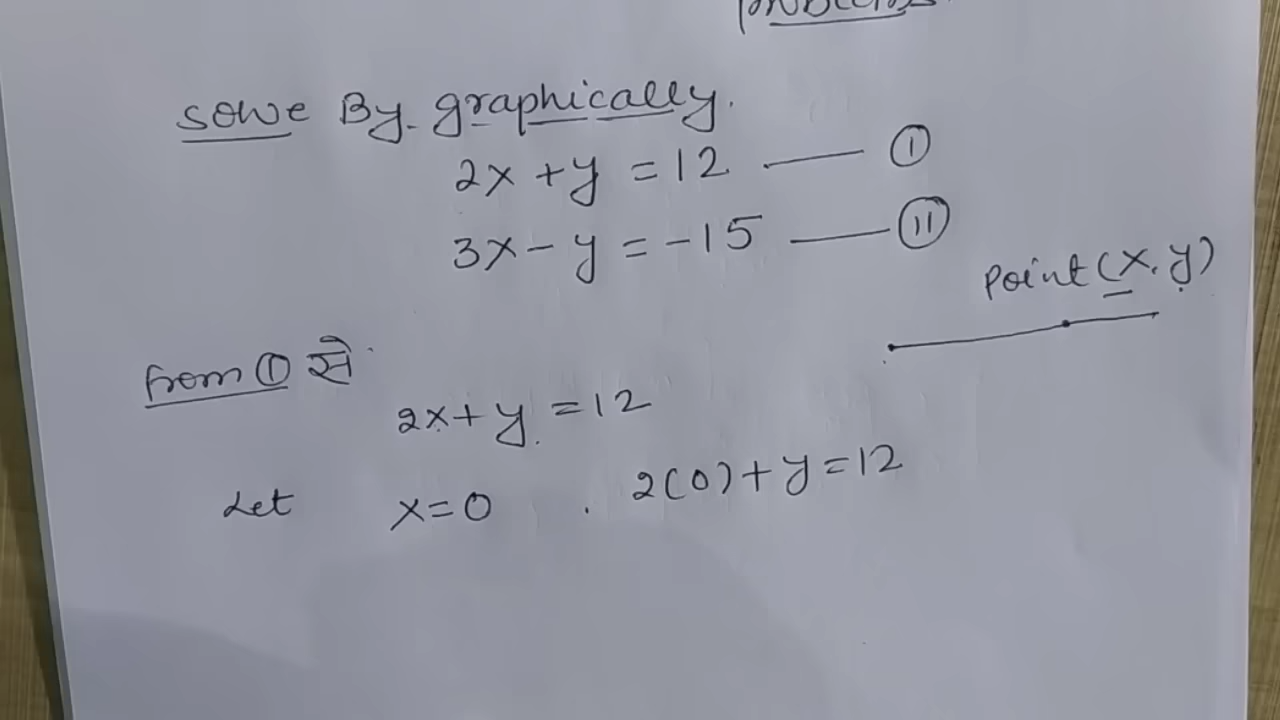 problems
solve By graphically.
2x + y = 12 —— ①
3x - y = -15 —— ⑪
Point (x, y)
from ① से
2x + y = 12
Let x = 0 . 2(0) + y = 12